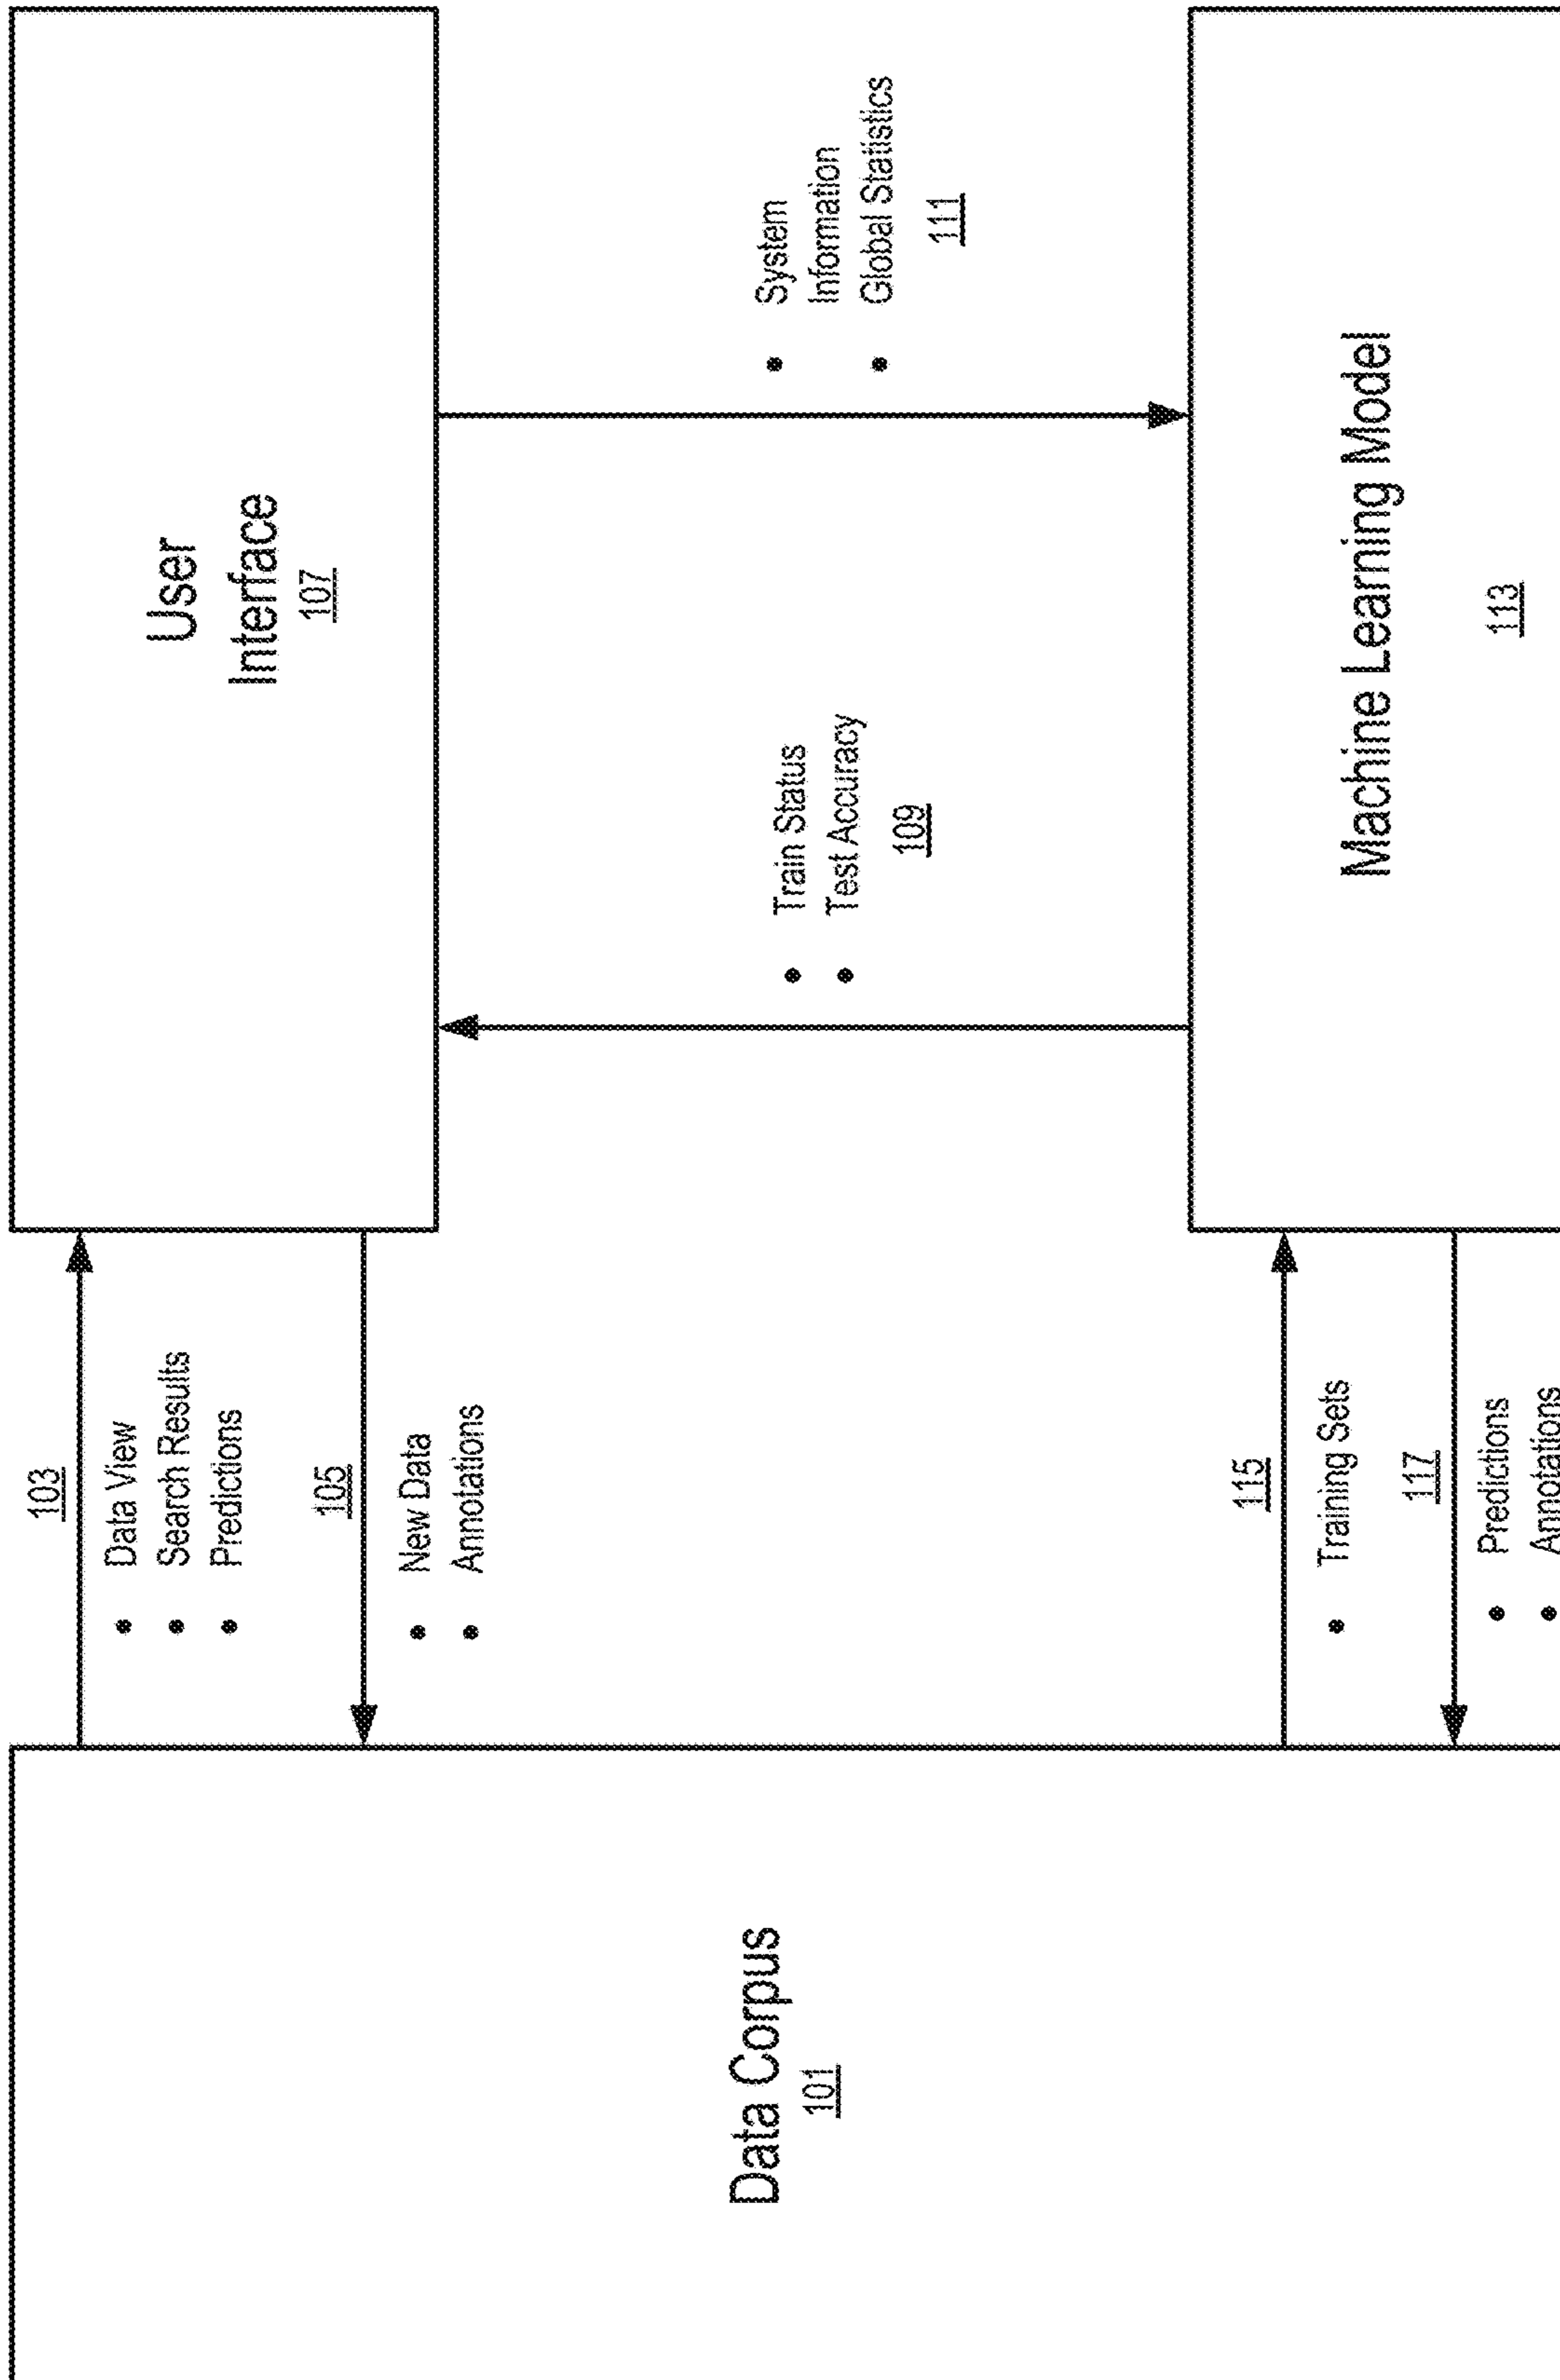 Data Corpus
101
103
• Data View
• Search Results
• Predictions
105
• New Data
• Annotations
115
• Training Sets
117
• Predictions
• Annotations
User
Interface
107
• Train Status
• Test Accuracy
109
• System
Information
• Global Statistics
111
Machine Learning Model
113